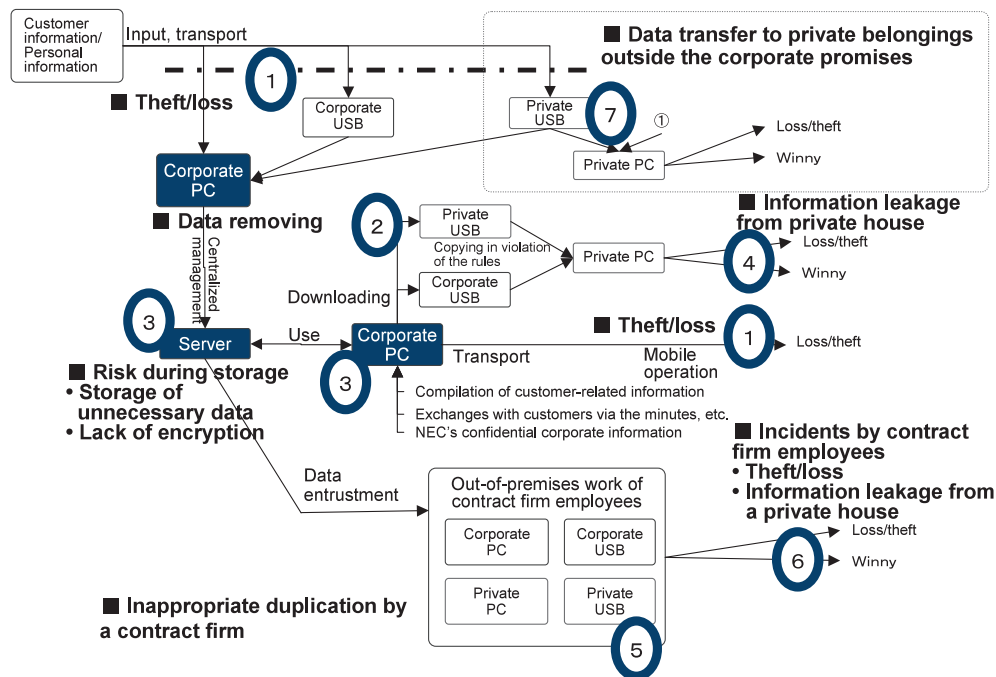 Customer
information/
Personal
information
Input, transport
■ Data transfer to private belongings
outside the corporate promises
1
■ Theft/loss
Corporate
USB
Private
USB
7
①
Loss/theft
Private PC
Winny
Corporate
PC
■ Data removing
Centralized
management
2
Private
USB
Copying in violation
of the rules
Corporate
USB
Downloading
Private PC
■ Information leakage
from private house
4
Loss/theft
Winny
3
Server
Use
Corporate
PC
3
■ Theft/loss
Transport
Mobile
operation
1
Loss/theft
■ Risk during storage
• Storage of
unnecessary data
• Lack of encryption
Compilation of customer-related information
Exchanges with customers via the minutes, etc.
NEC's confidential corporate information
■ Incidents by contract
firm employees
• Theft/loss
• Information leakage from
a private house
Data
entrustment
Out-of-premises work of
contract firm employees
Corporate
PC
Corporate
USB
Private
PC
Private
USB
5
6
Loss/theft
Winny
■ Inappropriate duplication by
a contract firm